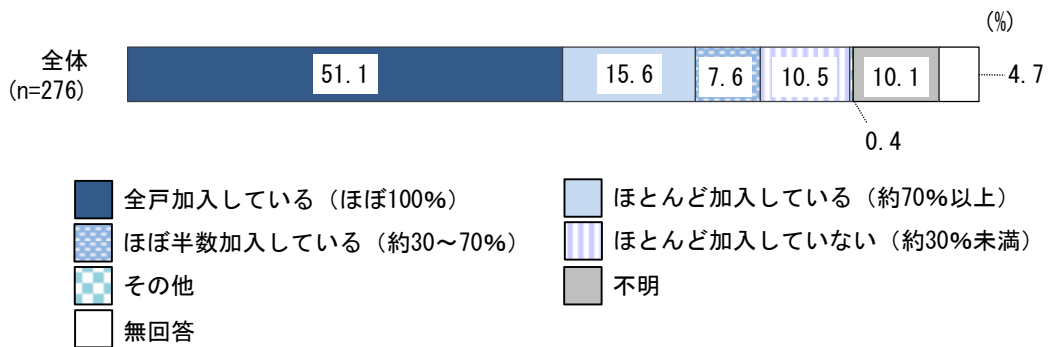 (%)
全体
(n=276)
51.1
15.6
7.6
10.5
10.1
4.7
0.4
全戸加入している（ほぼ100%）
ほとんど加入している（約70%以上）
ほぼ半数加入している（約30～70%）
ほとんど加入していない（約30%未満）
その他
不明
無回答